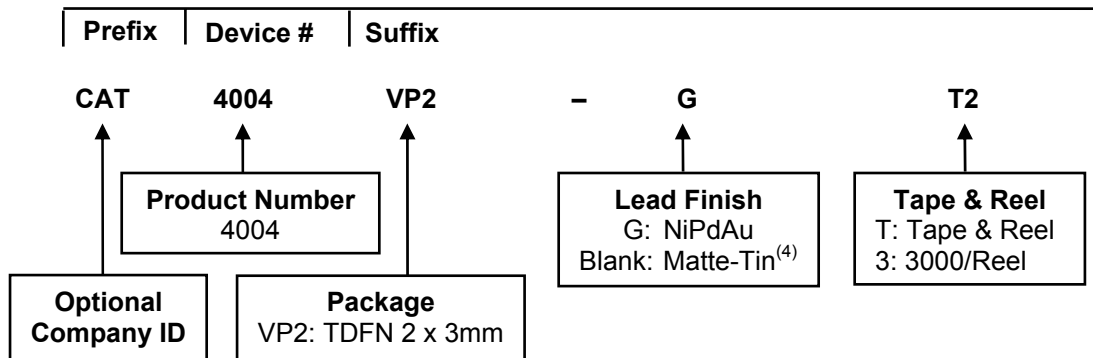 Prefix Device # Suffix
CAT 4004 VP2 – G T2
Product Number
4004
Lead Finish
G: NiPdAu
Blank: Matte-Tin(4)
Tape & Reel
T: Tape & Reel
3: 3000/Reel
Optional
Company ID
Package
VP2: TDFN 2 x 3mm